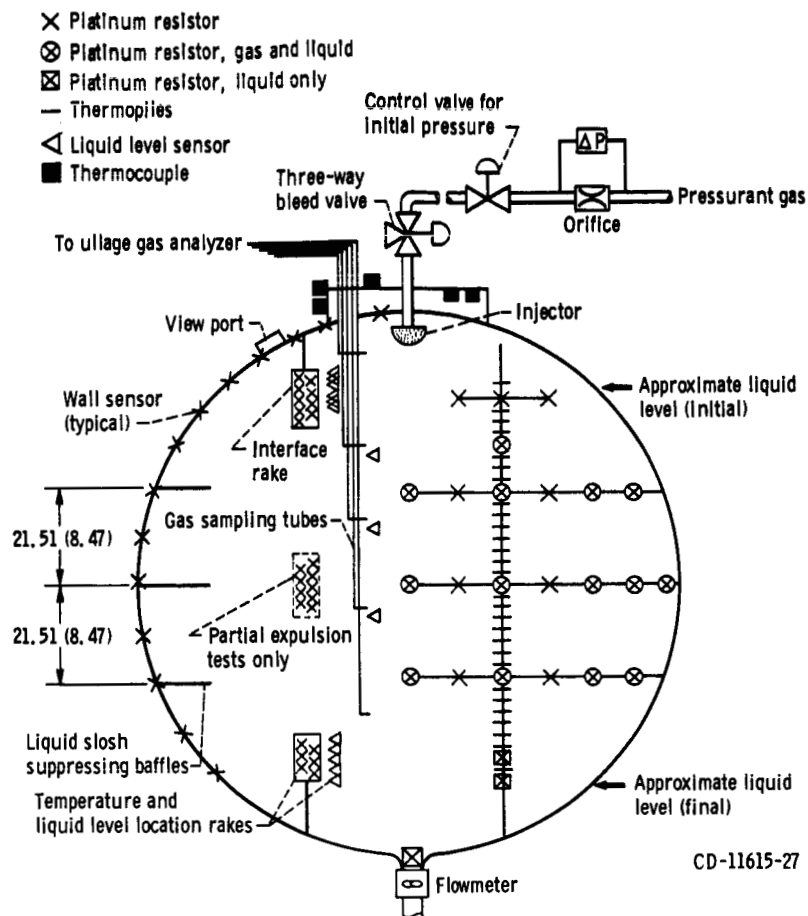 Platinum resistor
Platinum resistor, gas and liquid
Platinum resistor, liquid only
Thermopiles
Liquid level sensor
Thermocouple
Control valve for
initial pressure
ΔP
Three-way
bleed valve
Pressurant gas
Orifice
To ullage gas analyzer
View port
Injector
Wall sensor
(typical)
Approximate liquid
level (initial)
Interface
rake
Gas sampling tubes
21.51 (8.47)
21.51 (8.47)
Partial expulsion
tests only
Liquid slosh
suppressing baffles
Temperature and
liquid level location rakes
Approximate liquid
level (final)
CD-11615-27
Flowmeter